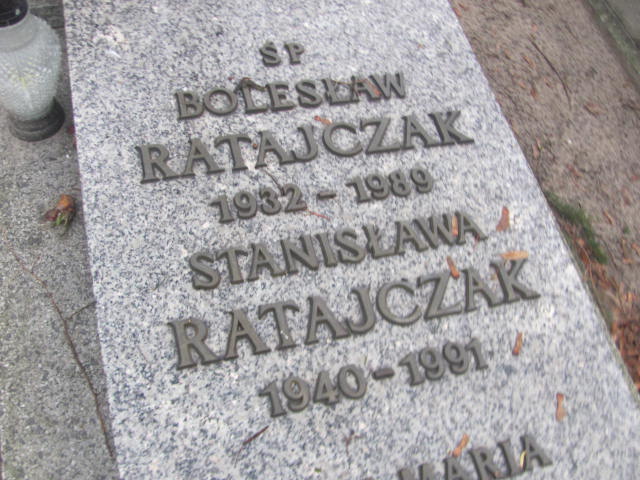 ŚP
BOLESŁAW
RATAJCZAK
1932 - 1989
STANISŁAWA
RATAJCZAK
1940 - 1991
MARIA